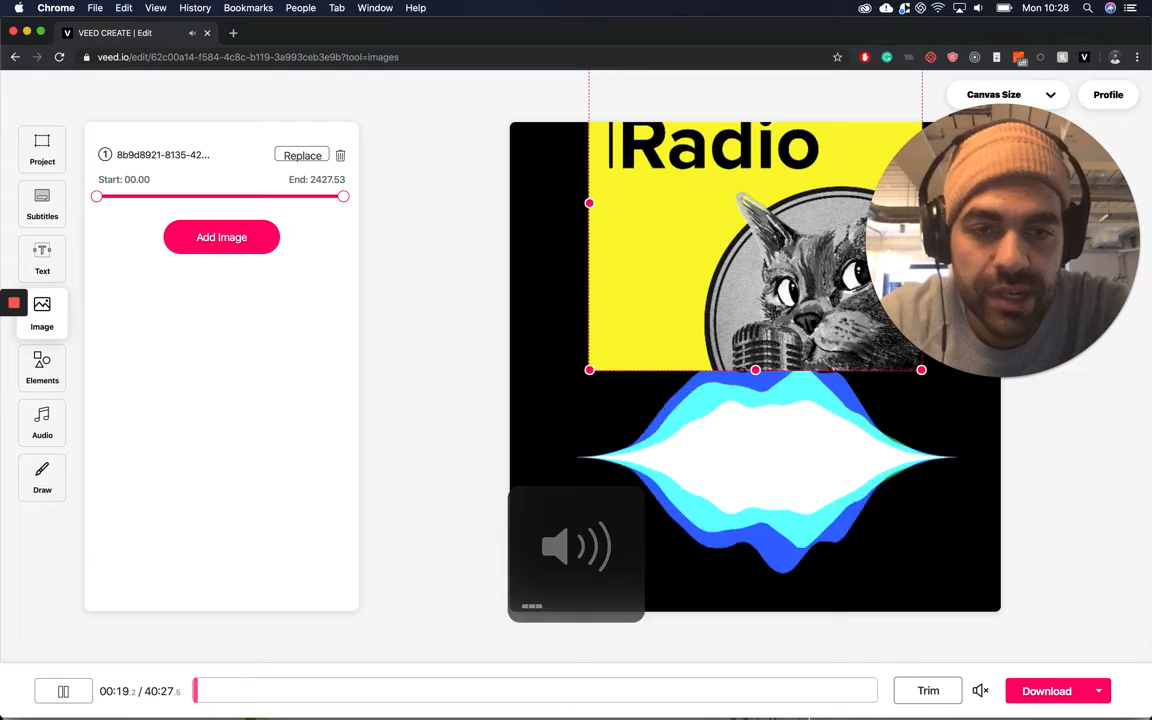 Chrome File Edit View History Bookmarks People Tab Window Help
Mon 10:28
V VEED CREATE | Edit
veed.io/edit/62c00a14-f584-4c8c-b119-3a993ceb3e9b?tool=images
off
V
Canvas Size
Profile
Project
Subtitles
Text
Image
Elements
Audio
Draw
1 8b9d8921-8135-42...
Replace
Start: 00.00
End: 2427.53
Add Image
Radio
00:19.2 / 40:27.5
Trim
Download